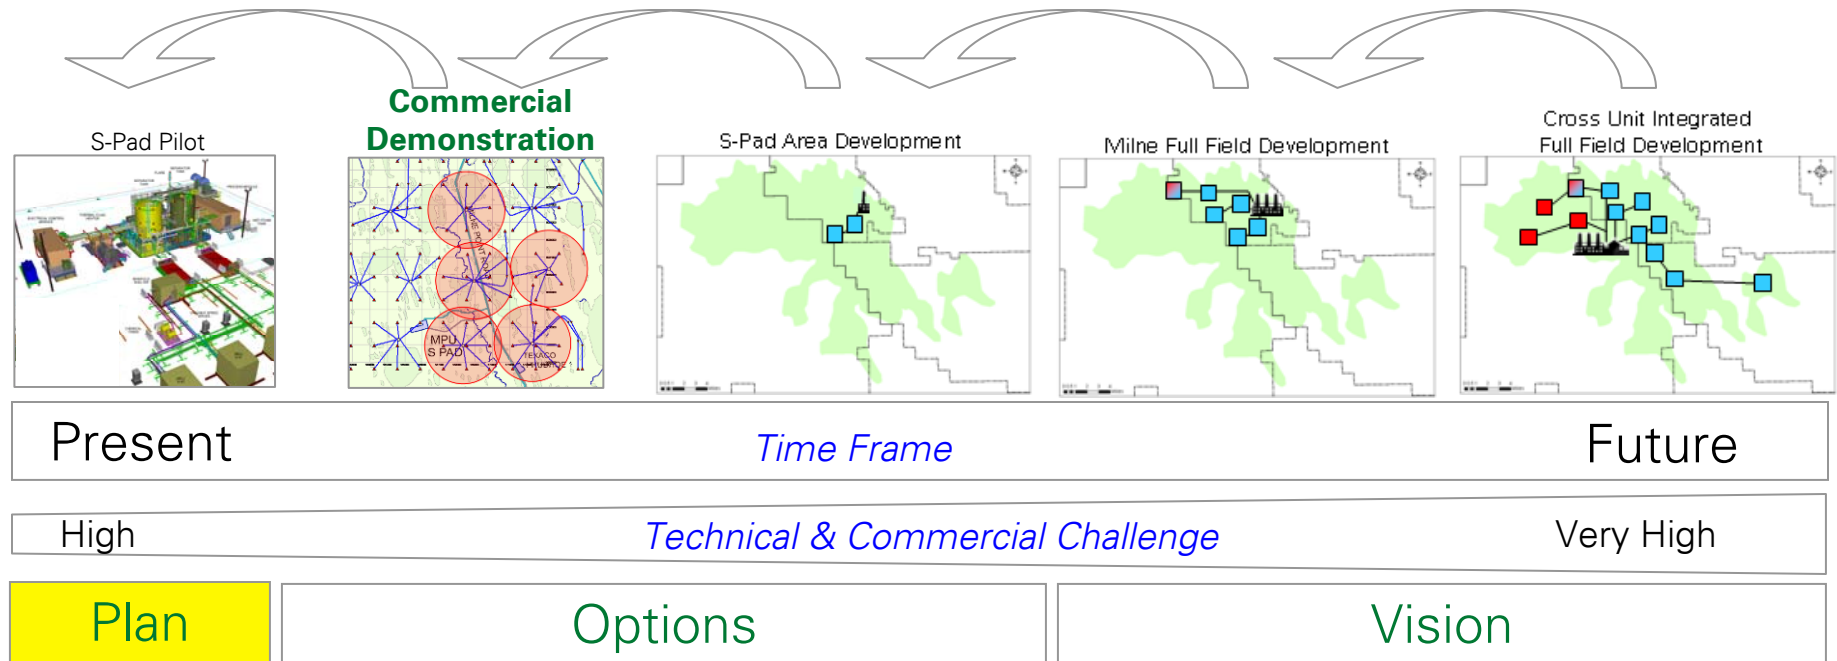 Commercial
Demonstration
S-Pad Pilot
S-Pad Area Development
Milne Full Field Development
Cross Unit Integrated
Full Field Development
MPU
S PAD
TEXACO
Present
Time Frame
Future
High
Technical & Commercial Challenge
Very High
Plan
Options
Vision